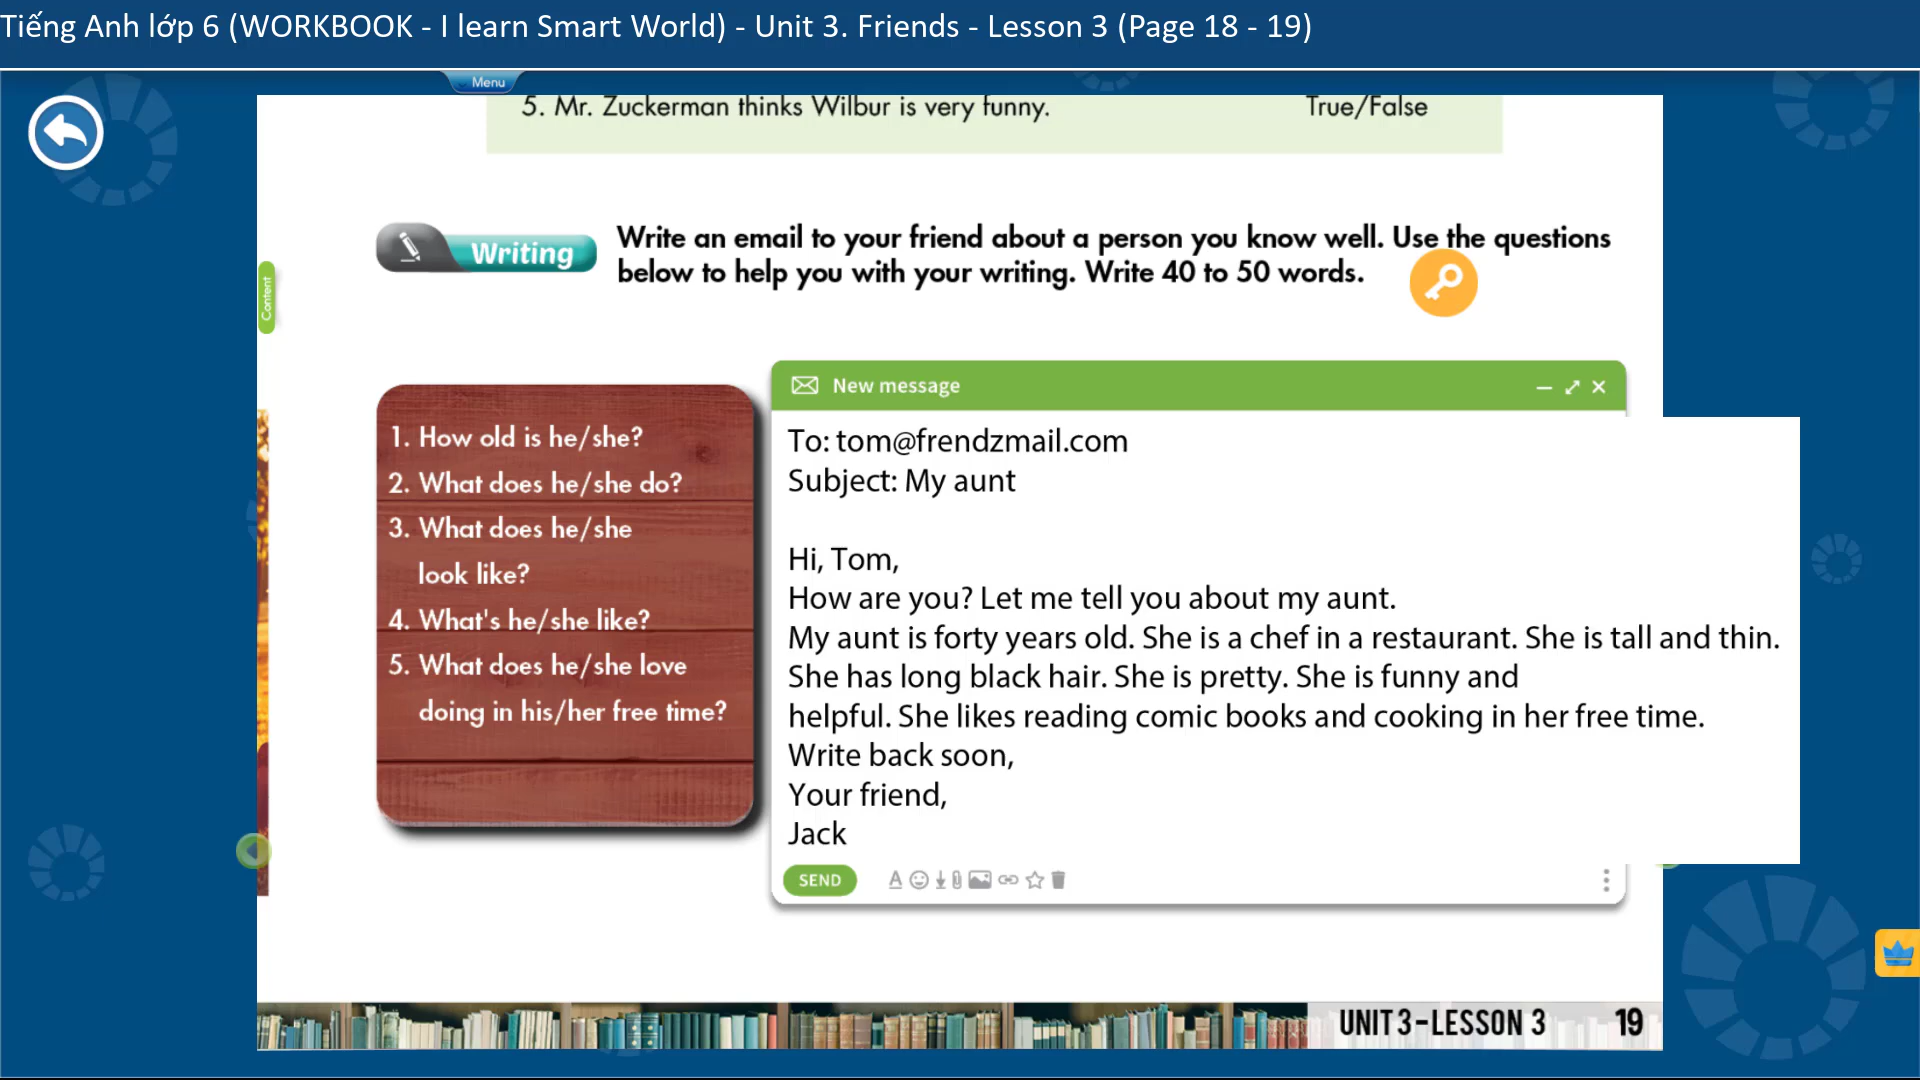 Tiếng Anh lớp 6 (WORKBOOK - I learn Smart World) - Unit 3. Friends - Lesson 3 (Page 18 - 19)
Menu
5. Mr. Zuckerman thinks Wilbur is very funny. True/False
Writing
Write an email to your friend about a person you know well. Use the questions
below to help you with your writing. Write 40 to 50 words.
Content
1. How old is he/she?
2. What does he/she do?
3. What does he/she
look like?
4. What's he/she like?
5. What does he/she love
doing in his/her free time?
New message
To: tom@frendzmail.com
Subject: My aunt
Hi, Tom,
How are you? Let me tell you about my aunt.
My aunt is forty years old. She is a chef in a restaurant. She is tall and thin.
She has long black hair. She is pretty. She is funny and
helpful. She likes reading comic books and cooking in her free time.
Write back soon,
Your friend,
Jack
SEND
UNIT 3-LESSON 3 19